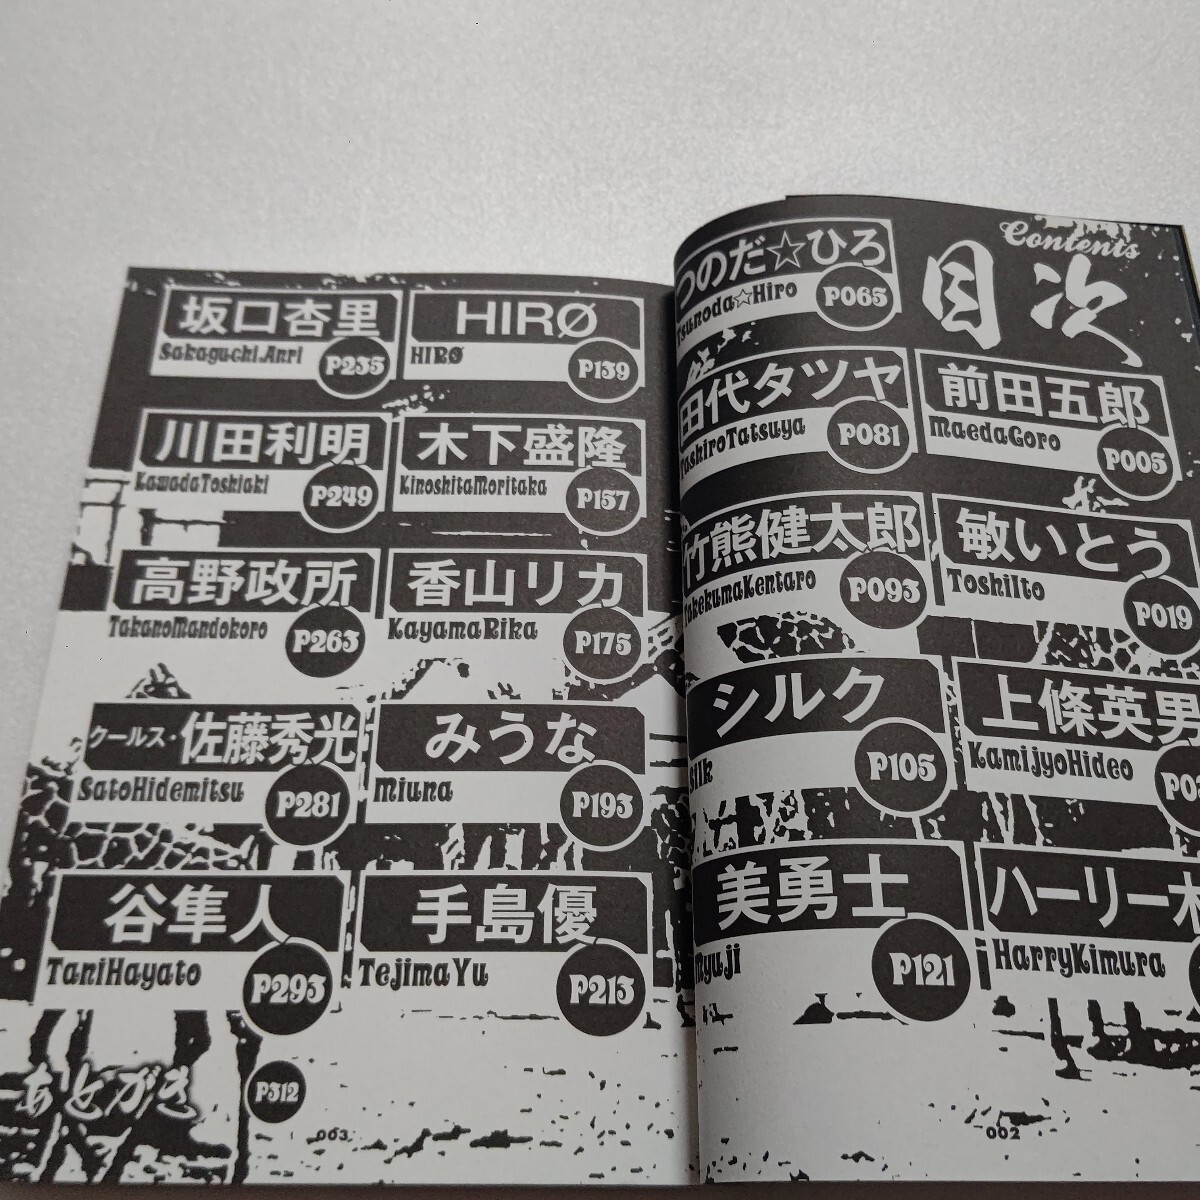 目次
Contents
前田五郎
MaedaGoro
P005
敏いとう
ToshiIto
P019
上條英男
KamijyoHideo
ハーリー木
HarryKimura
つのだ☆ひろ
Tsunoda☆Hiro
P065
田代タツヤ
TashiroTatsuya
P081
竹熊健太郎
TakekumaKentaro
P093
シルク
Silk
P105
美勇士
Myuji
P121
002
HIRØ
HIRØ
P139
木下盛隆
KinoshitaMoritaka
P157
香山リカ
KayamaRika
P175
みうな
Miuna
P193
手島優
TejimaYu
P213
坂口杏里
SakaguchiAnri
P235
川田利明
KawadaToshiaki
P249
高野政所
TakanoMandokoro
P263
クールス・佐藤秀光
SatoHidemitsu
P281
谷隼人
TaniHayato
P293
あとがき
P312
003